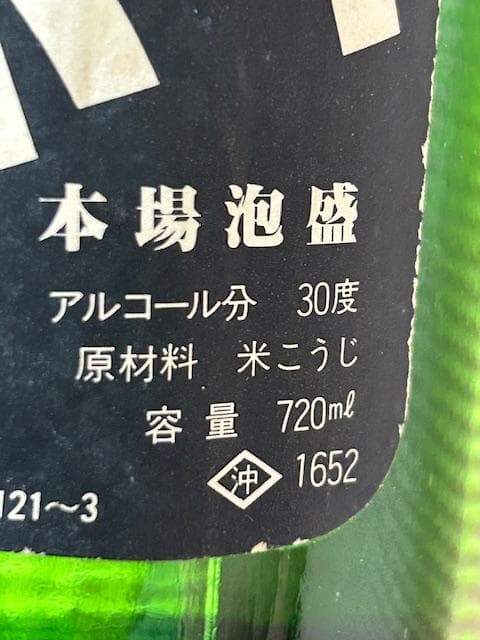 本場泡盛
アルコール分 30度
原材料 米こうじ
容量 720ml
沖 1652
121〜3